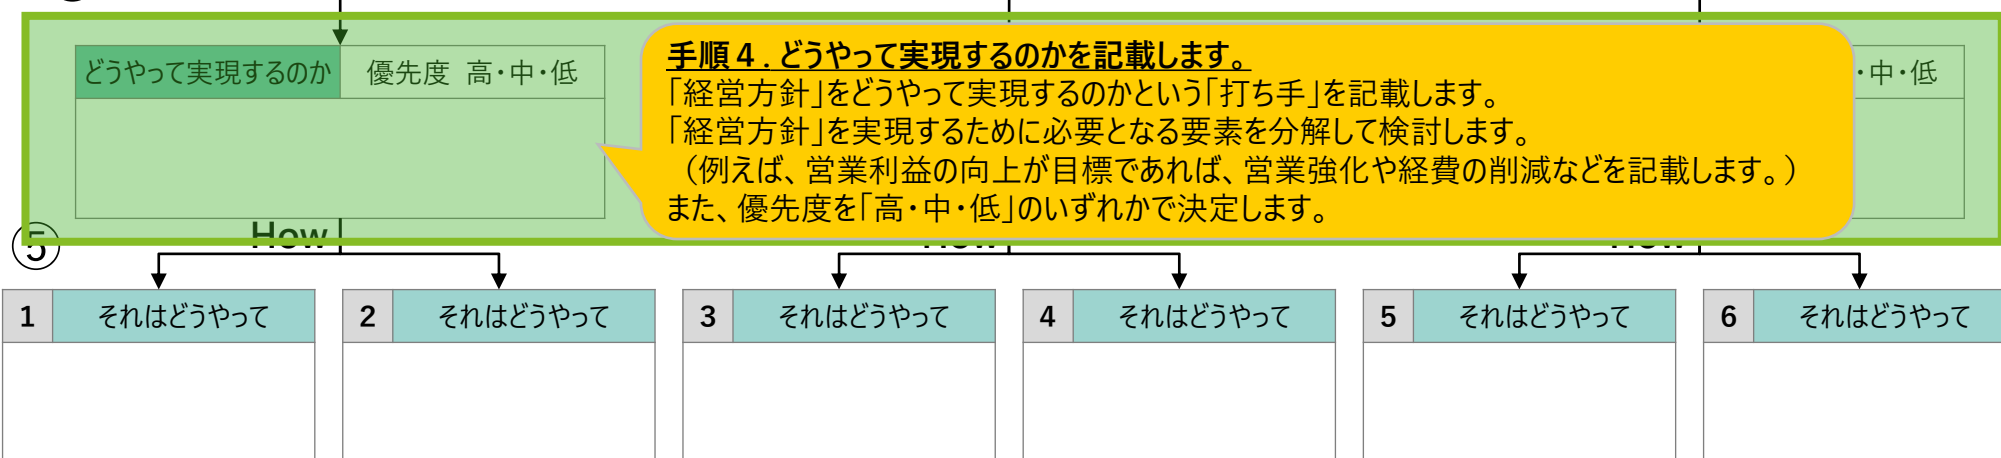 どうやって実現するのか
優先度 高・中・低
手順４．どうやって実現するのかを記載します。
「経営方針」をどうやって実現するのかという「打ち手」を記載します。
「経営方針」を実現するために必要となる要素を分解して検討します。
（例えば、営業利益の向上が目標であれば、営業強化や経費の削減などを記載します。）
また、優先度を「高・中・低」のいずれかで決定します。
・中・低
⑤
How
How
How
1 それはどうやって
2 それはどうやって
3 それはどうやって
4 それはどうやって
5 それはどうやって
6 それはどうやって